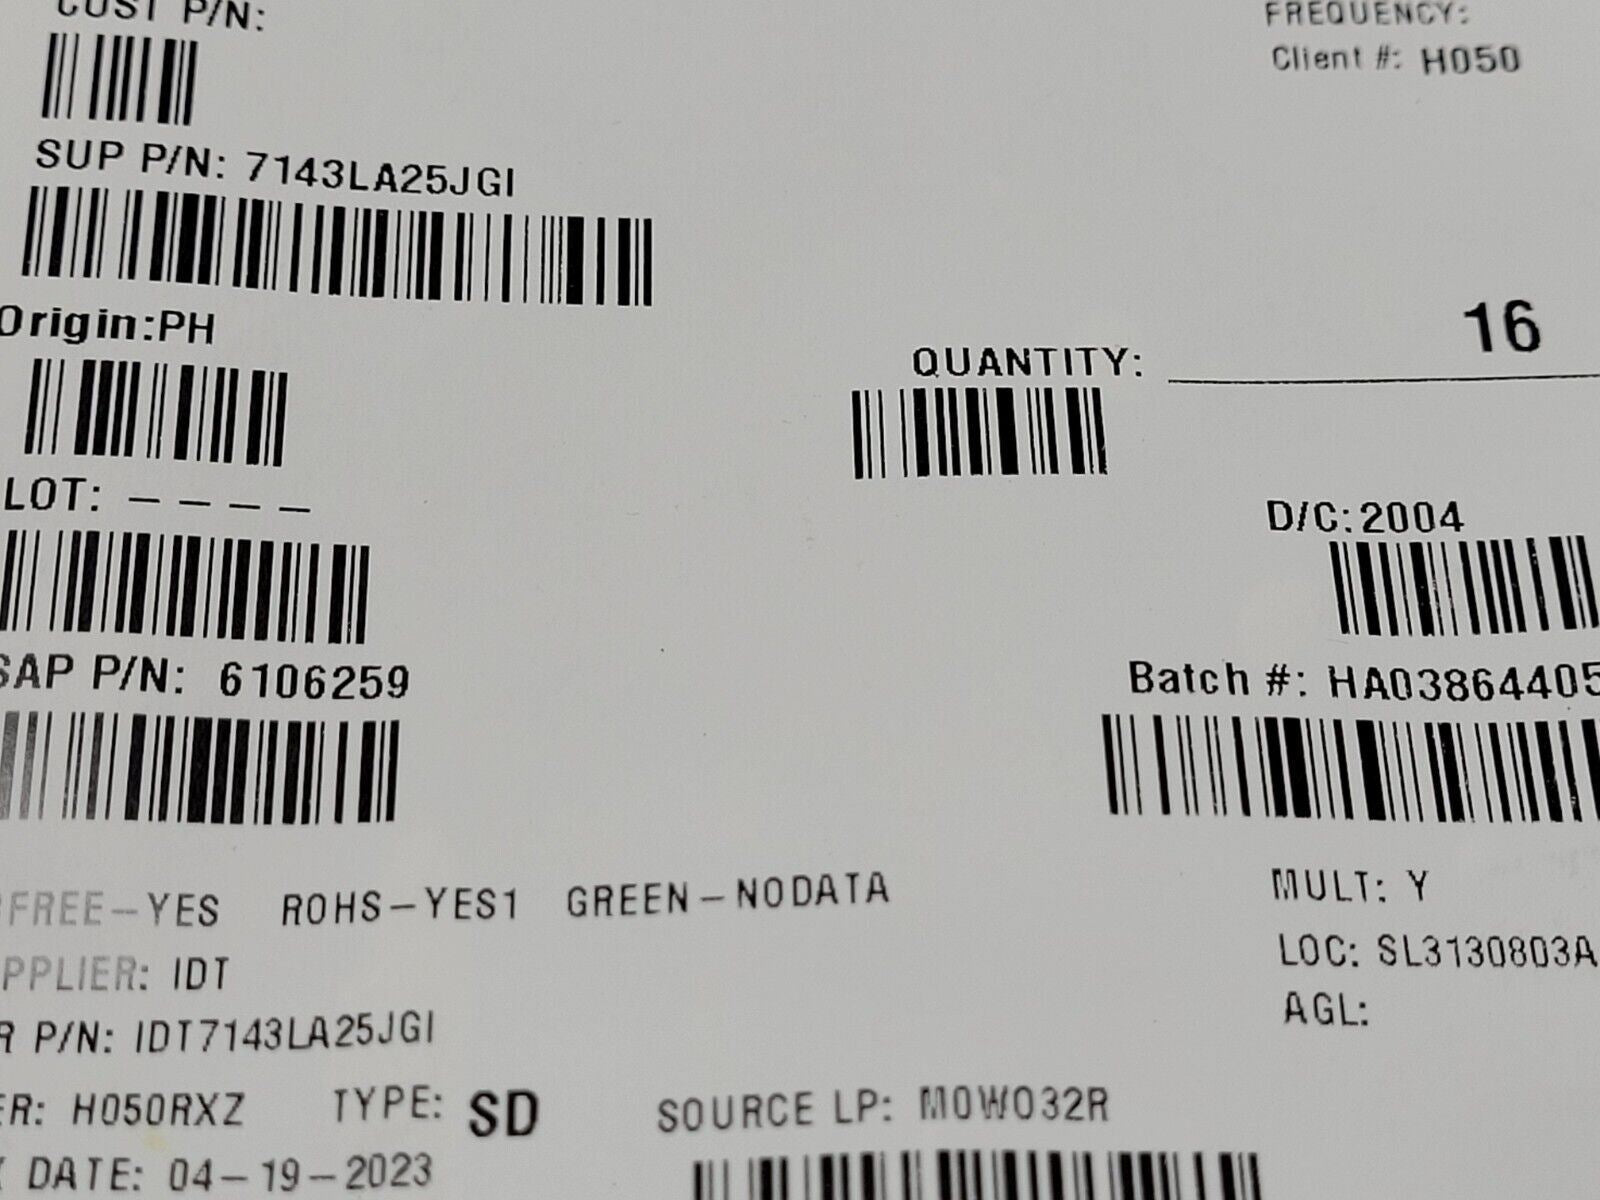 CUST P/N:
FREQUENCY:
Client #: H050
SUP P/N: 7143LA25JGI
Origin:PH
QUANTITY: 16
LOT: ----
D/C:2004
SAP P/N: 6106259
Batch #: HA03864405
FREE-YES ROHS-YES1 GREEN-NODATA
MULT: Y
PPLIER: IDT
LOC: SL3130803A
R P/N: IDT7143LA25JGI
AGL:
ER: H050RXZ TYPE: SD SOURCE LP: M0W032R
DATE: 04-19-2023